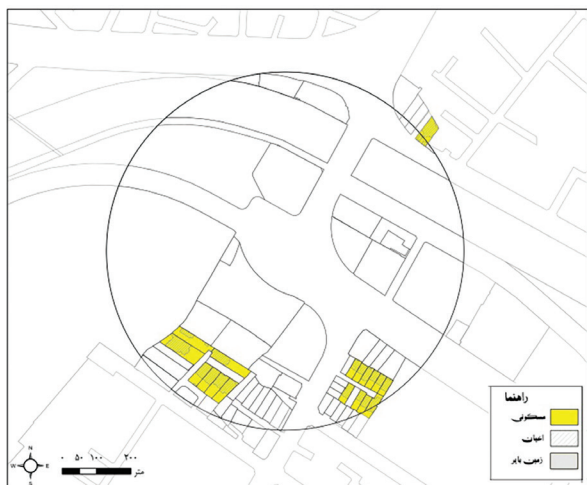 راهنما
مسکونی
اعیان
زمین بایر
N
W
E
S
۰ ۵۰ ۱۰۰ ۲۰۰
متر